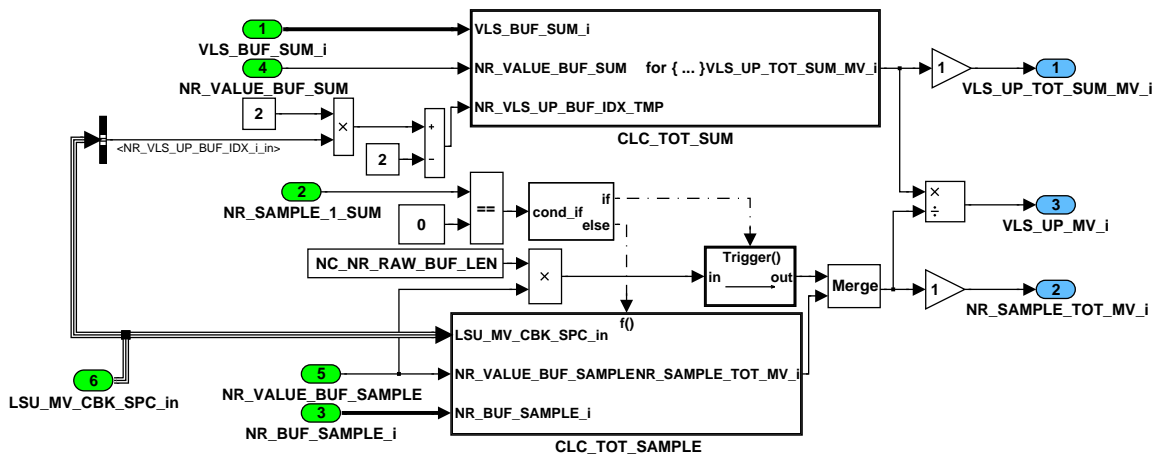 1
VLS_BUF_SUM_i
4
NR_VALUE_BUF_SUM
VLS_BUF_SUM_i
NR_VALUE_BUF_SUM for { ... } VLS_UP_TOT_SUM_MV_i
NR_VLS_UP_BUF_IDX_TMP
CLC_TOT_SUM
1
1
VLS_UP_TOT_SUM_MV_i
2
×
+
−
<NR_VLS_UP_BUF_IDX_i_in>
2
2
NR_SAMPLE_1_SUM
0
==
cond_if
if
else
×
÷
3
VLS_UP_MV_i
NC_NR_RAW_BUF_LEN
×
Trigger()
in
out
Merge
1
2
NR_SAMPLE_TOT_MV_i
f()
LSU_MV_CBK_SPC_in
NR_VALUE_BUF_SAMPLE NR_SAMPLE_TOT_MV_i
NR_BUF_SAMPLE_i
CLC_TOT_SAMPLE
6
LSU_MV_CBK_SPC_in
5
NR_VALUE_BUF_SAMPLE
3
NR_BUF_SAMPLE_i